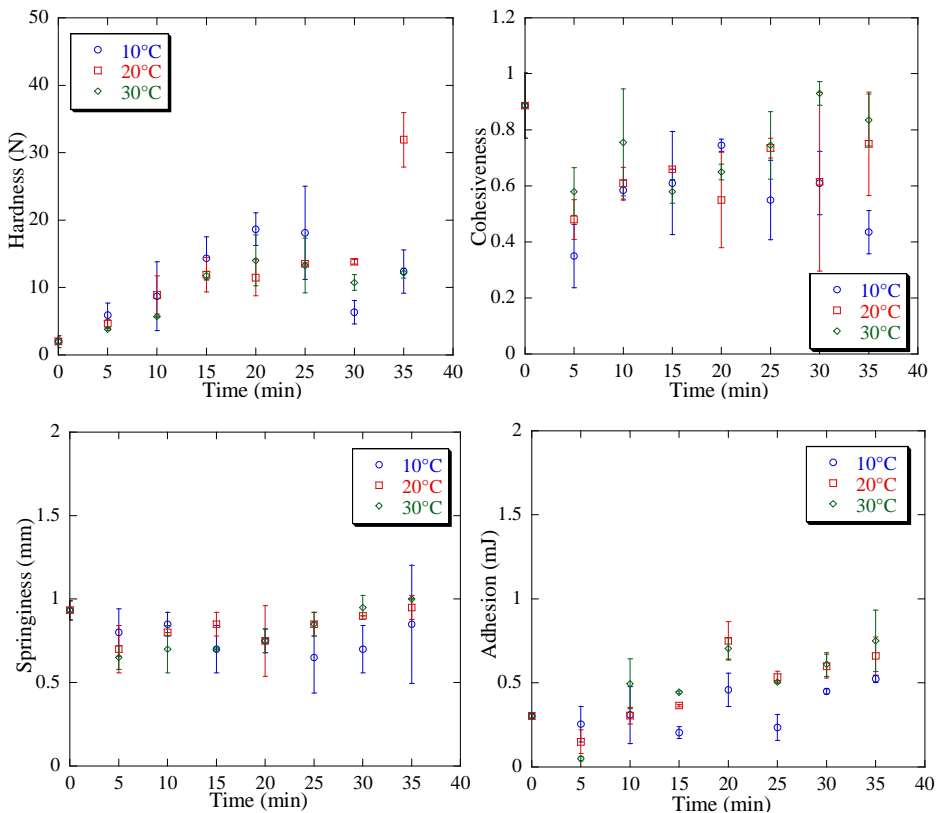 50
40
30
20
10
0
Hardness (N)
10°C
20°C
30°C
0 5 10 15 20 25 30 35 40
Time (min)
1.2
1
0.8
0.6
0.4
0.2
0
Cohesiveness
10°C
20°C
30°C
0 5 10 15 20 25 30 35 40
Time (min)
2
1.5
1
0.5
0
Springiness (mm)
10°C
20°C
30°C
0 5 10 15 20 25 30 35 40
Time (min)
2
1.5
1
0.5
0
Adhesion (mJ)
10°C
20°C
30°C
0 5 10 15 20 25 30 35 40
Time (min)